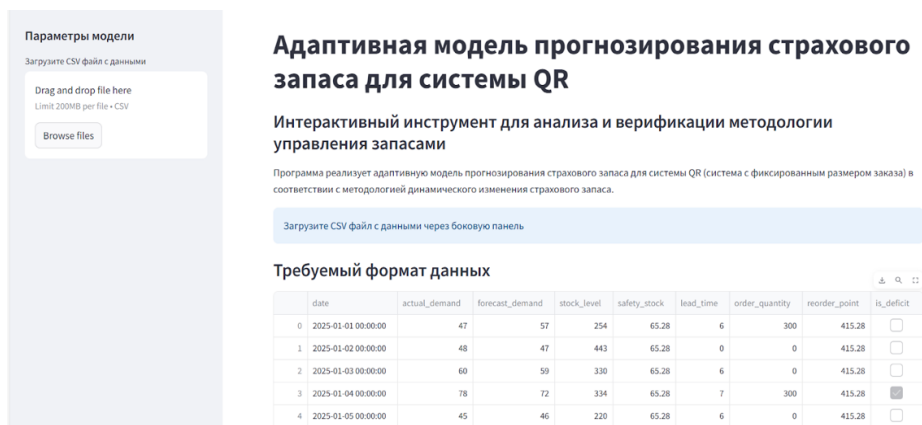 Параметры модели
Загрузите CSV файл с данными
Drag and drop file here
Limit 200MB per file • CSV
Browse files
Адаптивная модель прогнозирования страхового
запаса для системы QR
Интерактивный инструмент для анализа и верификации методологии
управления запасами
Программа реализует адаптивную модель прогнозирования страхового запаса для системы QR (система с фиксированным размером заказа) в
соответствии с методологией динамического изменения страхового запаса.
Загрузите CSV файл с данными через боковую панель
Требуемый формат данных
date actual_demand forecast_demand stock_level safety_stock lead_time order_quantity reorder_point is_deficit
0 2025-01-01 00:00:00 47 57 254 65.28 6 300 415.28
1 2025-01-02 00:00:00 48 47 443 65.28 0 0 415.28
2 2025-01-03 00:00:00 60 59 330 65.28 6 0 415.28
3 2025-01-04 00:00:00 78 72 334 65.28 7 300 415.28
4 2025-01-05 00:00:00 45 46 220 65.28 6 0 415.28